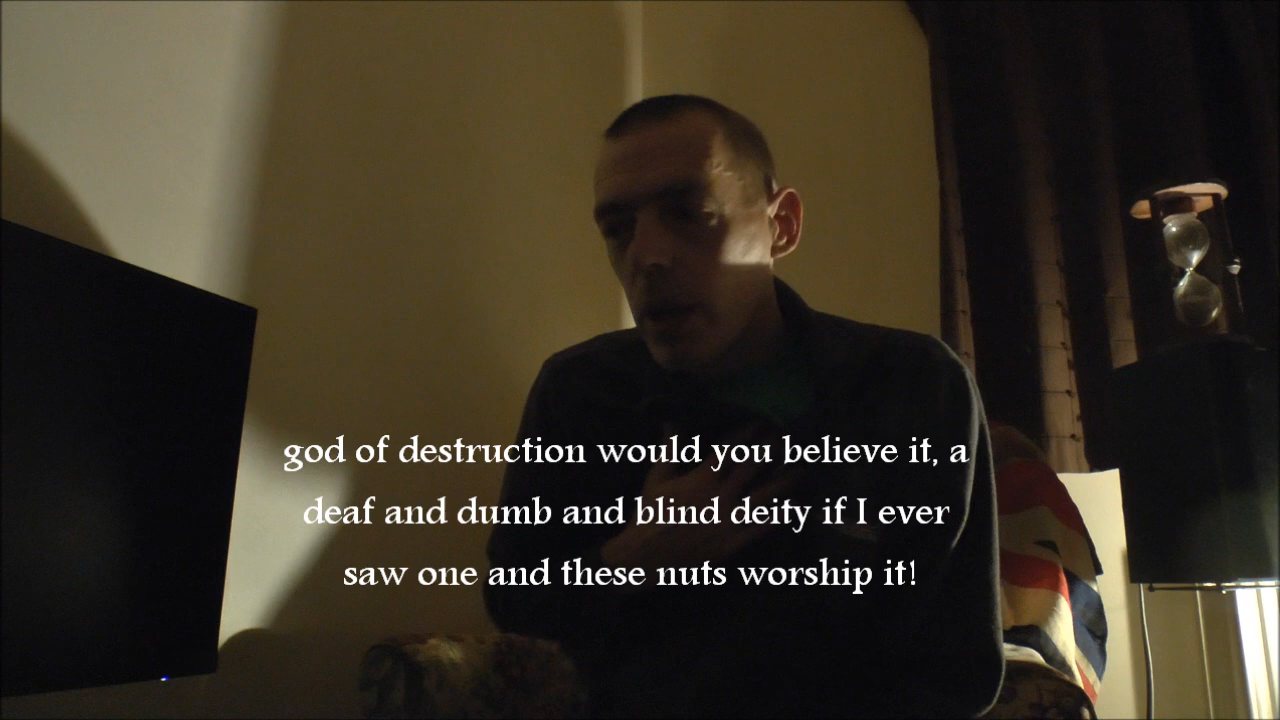 god of destruction would you believe it, a
deaf and dumb and blind deity if I ever
saw one and these nuts worship it!